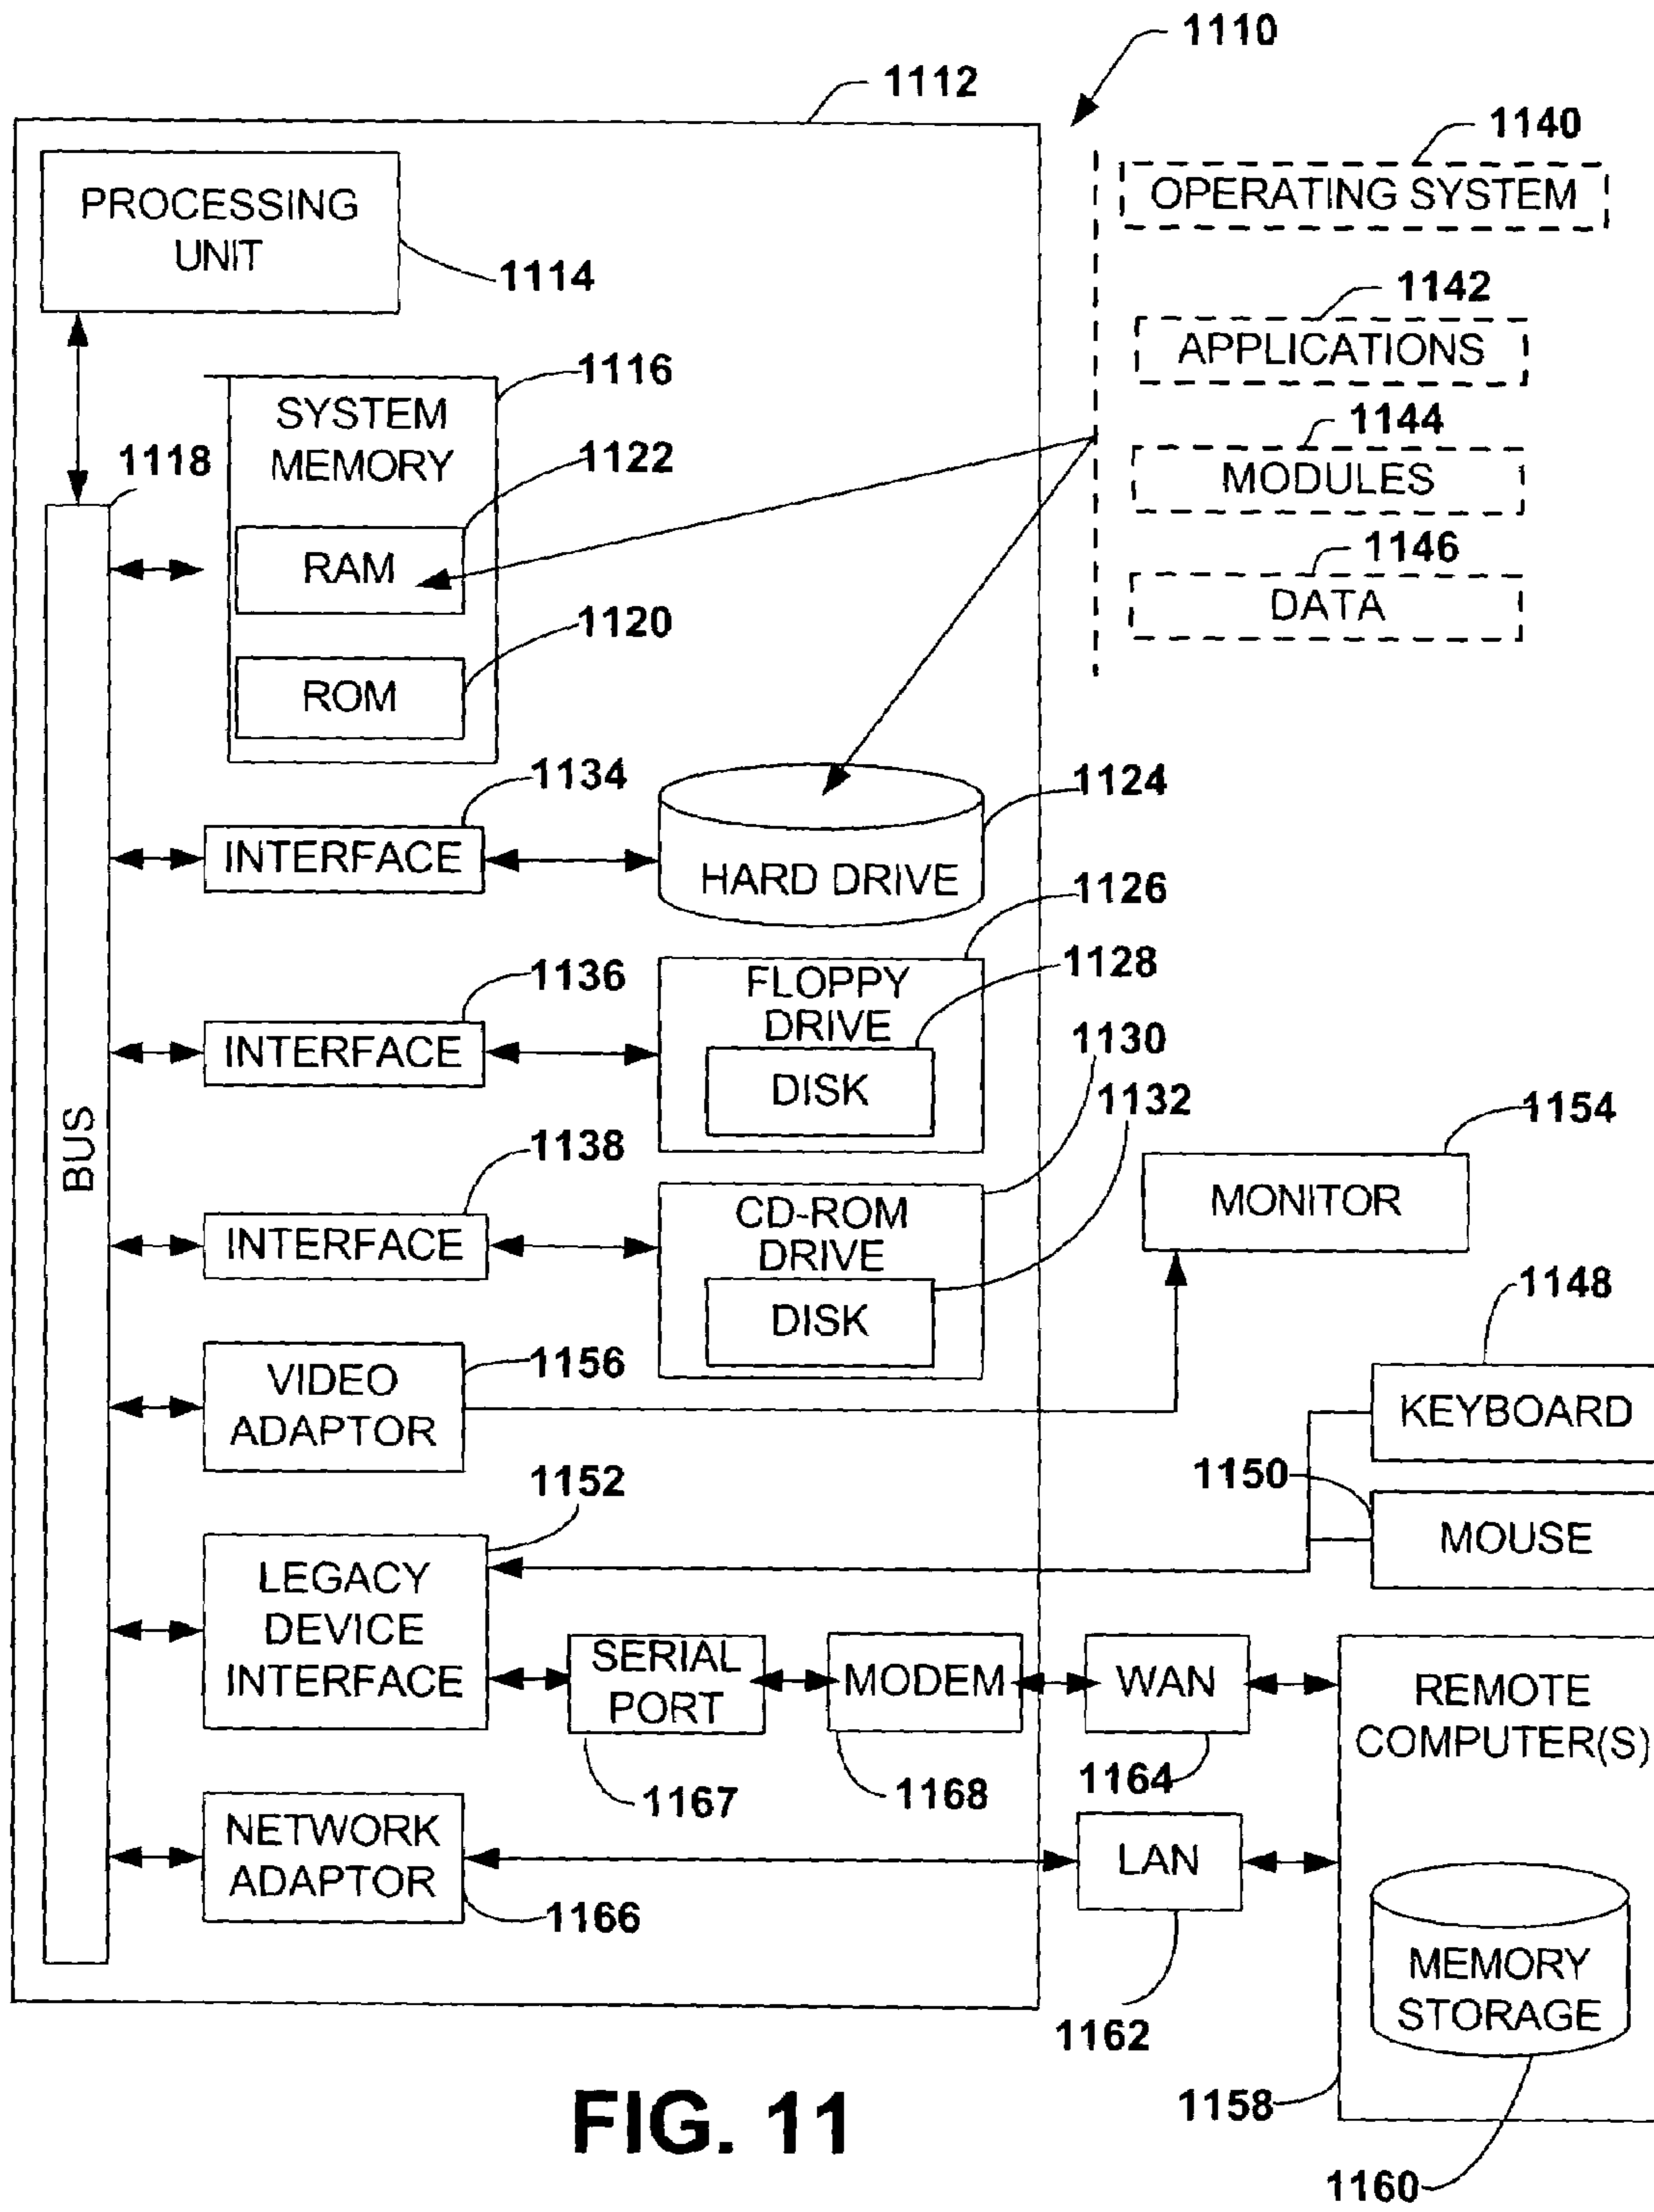 1110
1112
1140
OPERATING SYSTEM
PROCESSING
UNIT
1114
1142
APPLICATIONS
1116
SYSTEM
MEMORY
1144
MODULES
1118
1122
RAM
1146
DATA
1120
ROM
1134
INTERFACE
1124
HARD DRIVE
1126
1136
INTERFACE
FLOPPY
DRIVE
1128
DISK
1130
1132
BUS
1138
INTERFACE
CD-ROM
DRIVE
DISK
1154
MONITOR
1148
KEYBOARD
1156
VIDEO
ADAPTOR
1150
MOUSE
1152
LEGACY
DEVICE
INTERFACE
SERIAL
PORT
MODEM
WAN
REMOTE
COMPUTER(S)
1167
1168
1164
NETWORK
ADAPTOR
1166
LAN
1162
MEMORY
STORAGE
1158
1160
FIG. 11